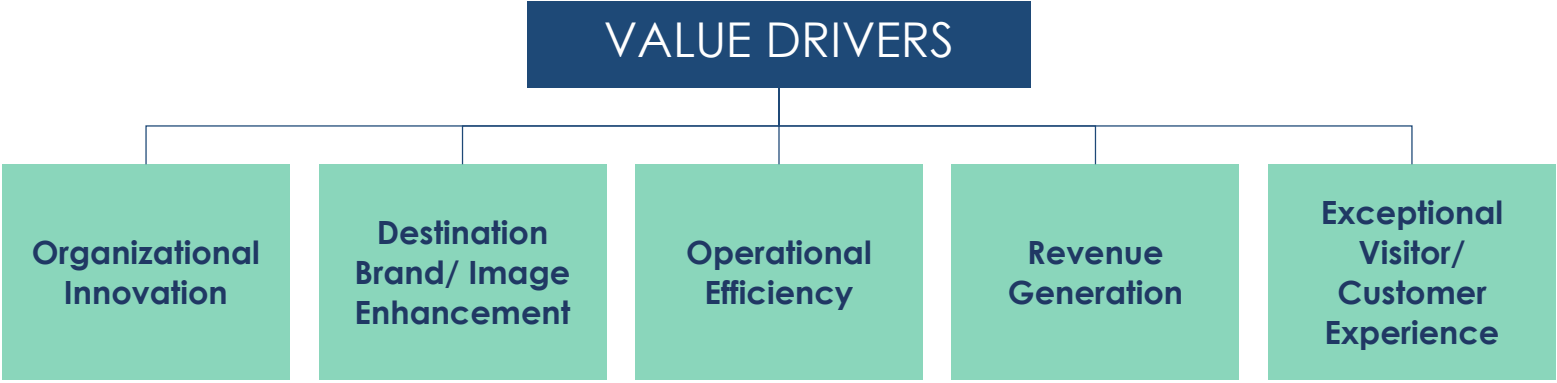 VALUE DRIVERS
Organizational
Innovation
Destination
Brand/ Image
Enhancement
Operational
Efficiency
Revenue
Generation
Exceptional
Visitor/
Customer
Experience